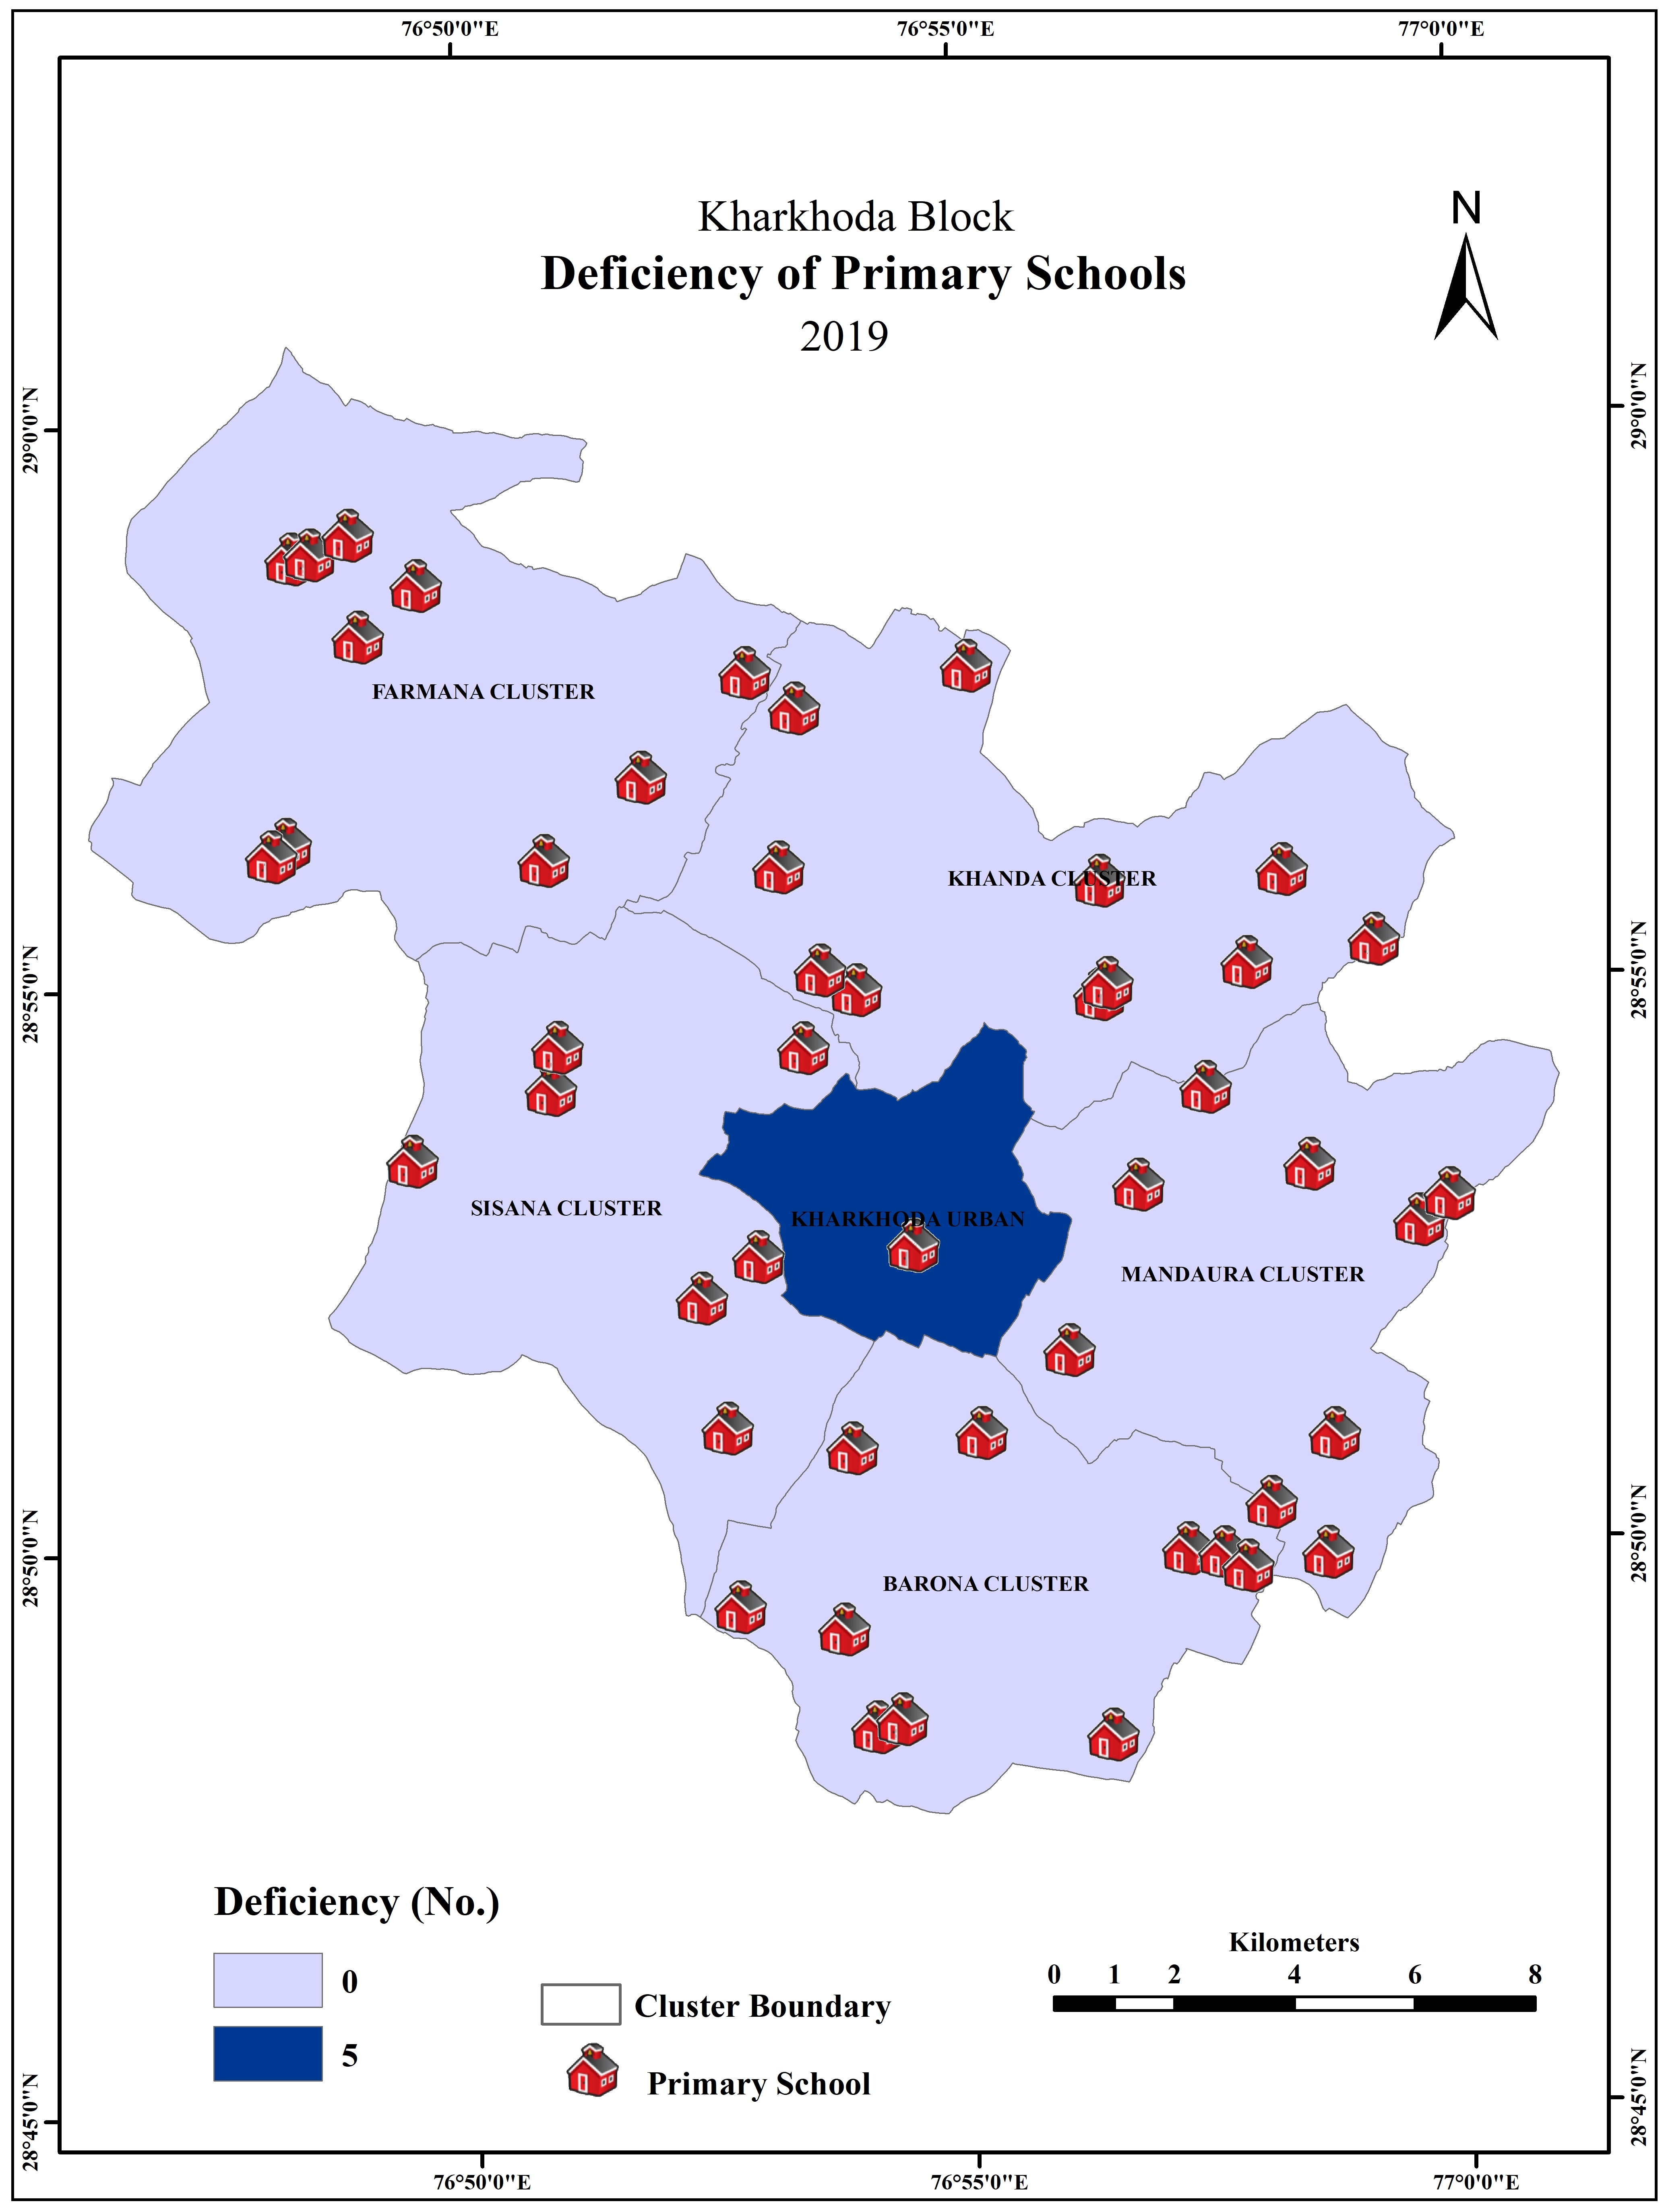 76°50'0"E 76°55'0"E 77°0'0"E
Kharkhoda Block
Deficiency of Primary Schools
2019
N
29°0'0"N 29°0'0"N
FARMANA CLUSTER
KHANDA CLUSTER
28°55'0"N 28°55'0"N
SISANA CLUSTER
KHARKHODA URBAN
MANDAURA CLUSTER
28°50'0"N 28°50'0"N
BARONA CLUSTER
Deficiency (No.)
0
5
Cluster Boundary
Primary School
Kilometers
0 1 2 4 6 8
28°45'0"N 28°45'0"N
76°50'0"E 76°55'0"E 77°0'0"E